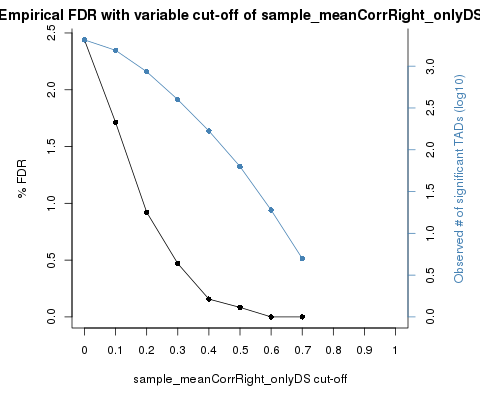 Empirical FDR with variable cut-off of sample_meanCorrRight_onlyDS
% FDR
2.5
2.0
1.5
1.0
0.5
0.0
3.0
2.5
2.0
1.5
1.0
0.5
0.0
Observed # of significant TADs (log10)
0 0.1 0.2 0.3 0.4 0.5 0.6 0.7 0.8 0.9 1
sample_meanCorrRight_onlyDS cut-off